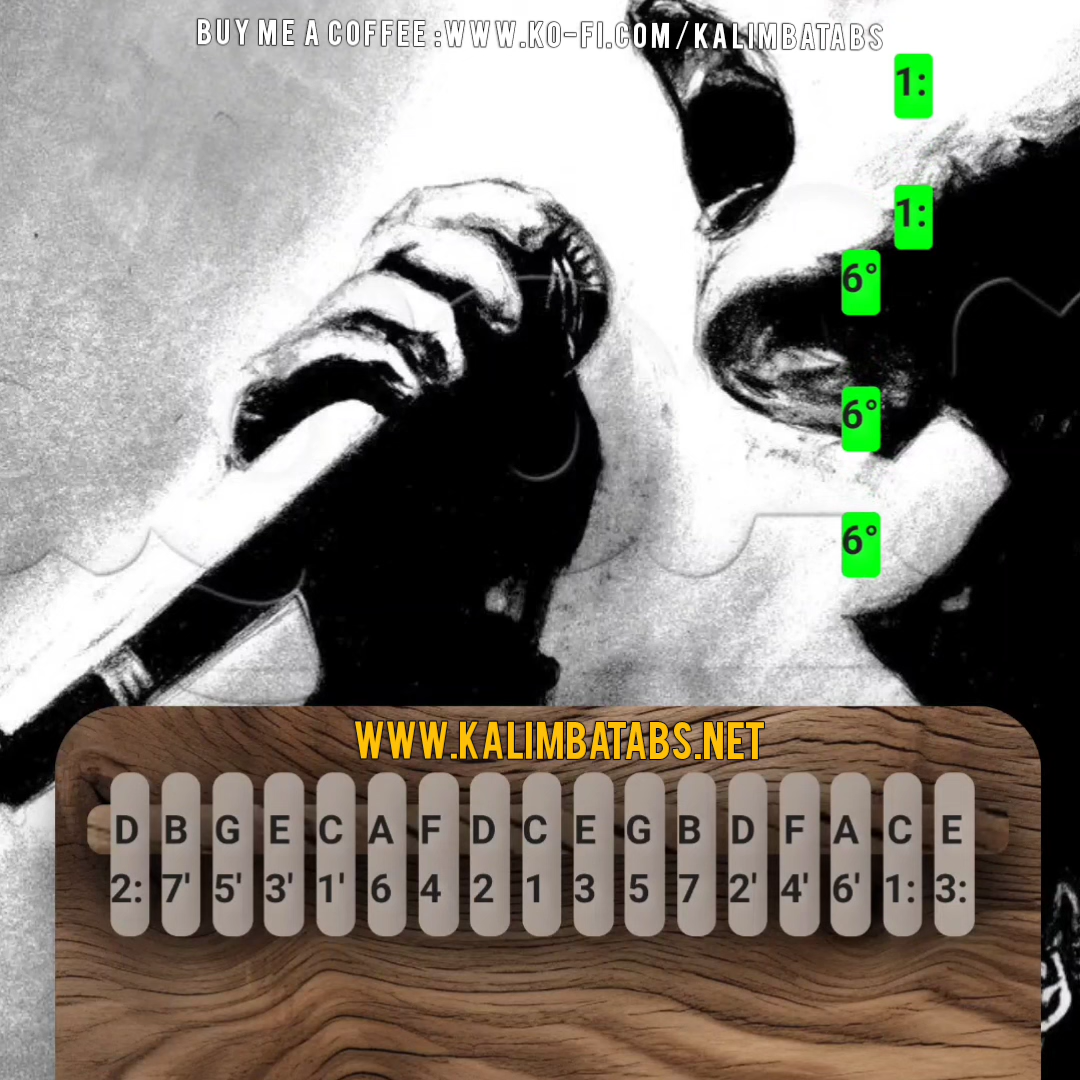 BUY ME A COFFEE :WWW.KO-FI.COM/KALIMBATABS
1:
1:
6°
6°
6°
WWW.KALIMBATABS.NET
D B G E C A F D C E G B D F A C E
2: 7' 5' 3' 1' 6 4 2 1 3 5 7 2' 4' 6' 1: 3: